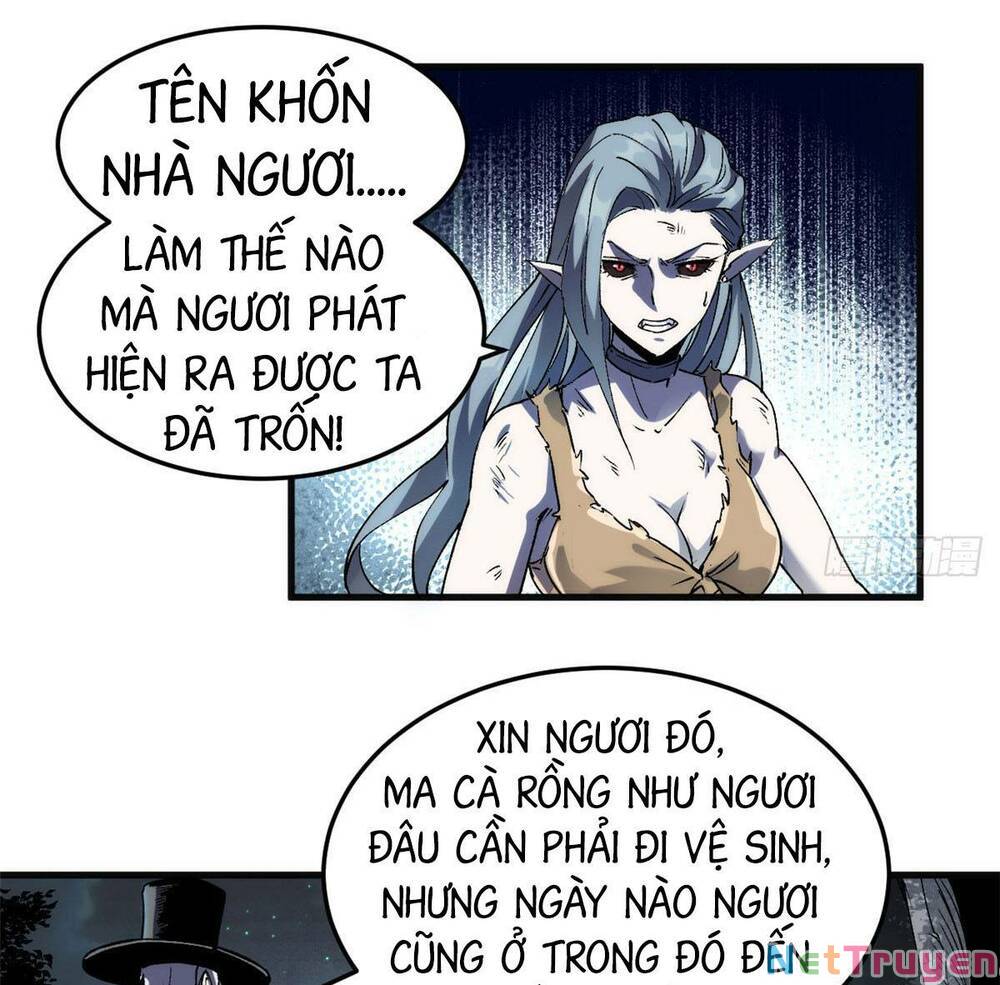 TÊN KHỐN
NHÀ NGƯƠI.....
LÀM THẾ NÀO
MÀ NGƯƠI PHÁT
HIỆN RA ĐƯỢC TA
ĐÃ TRỐN!
XIN NGƯƠI ĐÓ,
MA CÀ RỒNG NHƯ NGƯƠI
ĐÂU CẦN PHẢI ĐI VỆ SINH,
NHƯNG NGÀY NÀO NGƯƠI
CŨNG Ở TRONG ĐÓ ĐẾN
NetTruyen